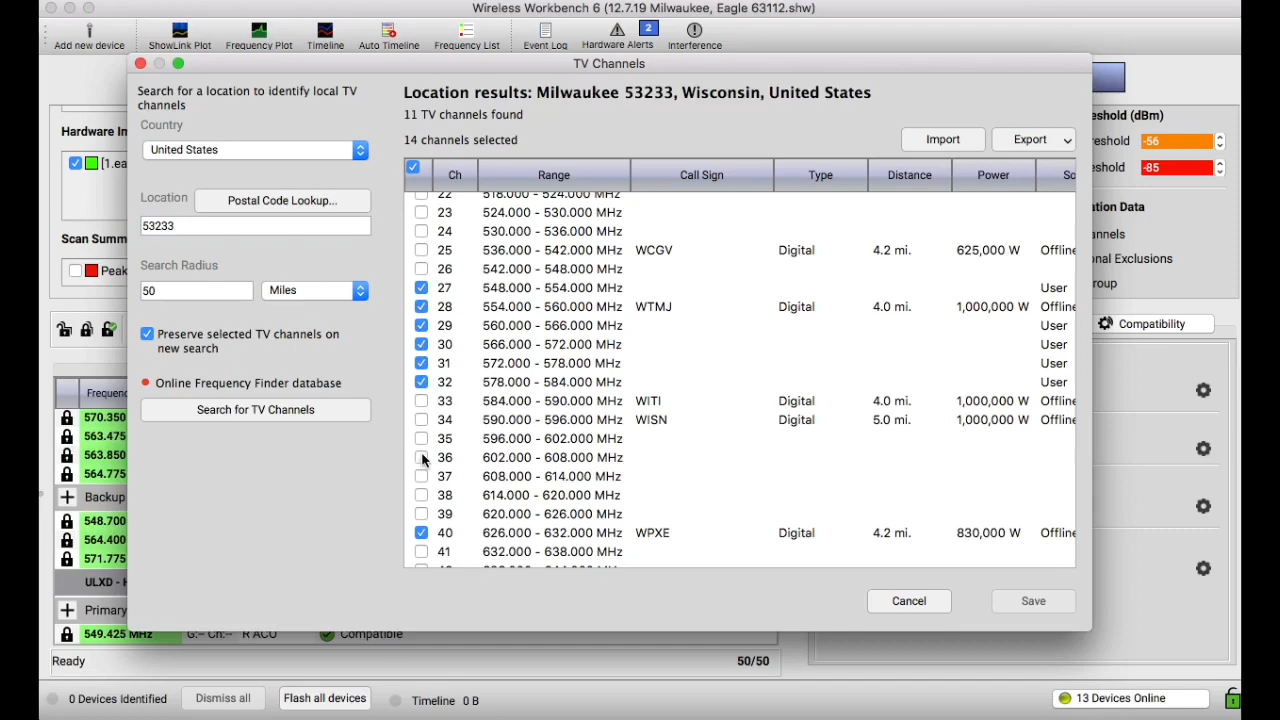 Wireless Workbench 6 (12.7.19 Milwaukee, Eagle 63112.shw)
Add new device ShowLink Plot Frequency Plot Timeline Auto Timeline Frequency List Event Log Hardware Alerts 2 Interference
TV Channels
Search for a location to identify local TV
channels
Country
United States
Location Postal Code Lookup...
53233
Search Radius
50 Miles
Preserve selected TV channels on
new search
Online Frequency Finder database
Search for TV Channels
Location results: Milwaukee 53233, Wisconsin, United States
11 TV channels found
14 channels selected
Import Export
Ch Range Call Sign Type Distance Power So
22 518.000 - 524.000 MHz
23 524.000 - 530.000 MHz
24 530.000 - 536.000 MHz
25 536.000 - 542.000 MHz WCGV Digital 4.2 mi. 625,000 W Offline
26 542.000 - 548.000 MHz
27 548.000 - 554.000 MHz User
28 554.000 - 560.000 MHz WTMJ Digital 4.0 mi. 1,000,000 W Offline
29 560.000 - 566.000 MHz User
30 566.000 - 572.000 MHz User
31 572.000 - 578.000 MHz User
32 578.000 - 584.000 MHz User
33 584.000 - 590.000 MHz WITI Digital 4.0 mi. 1,000,000 W Offline
34 590.000 - 596.000 MHz WISN Digital 5.0 mi. 1,000,000 W Offline
35 596.000 - 602.000 MHz
36 602.000 - 608.000 MHz
37 608.000 - 614.000 MHz
38 614.000 - 620.000 MHz
39 620.000 - 626.000 MHz
40 626.000 - 632.000 MHz WPXE Digital 4.2 mi. 830,000 W Offline
41 632.000 - 638.000 MHz
Cancel Save
Hardware In
[1.ea
Scan Summ
Peak
Frequenc
570.350
563.475
563.850
564.775
Backup
548.700
564.400
571.775
ULXD - H
Primary
549.425 MHz G:-- Ch:-- R ACU Compatible
eshold (dBm)
reshold -56
eshold -85
ation Data
annels
onal Exclusions
roup
Compatibility
Ready 50/50
0 Devices Identified Dismiss all Flash all devices Timeline 0 B 13 Devices Online